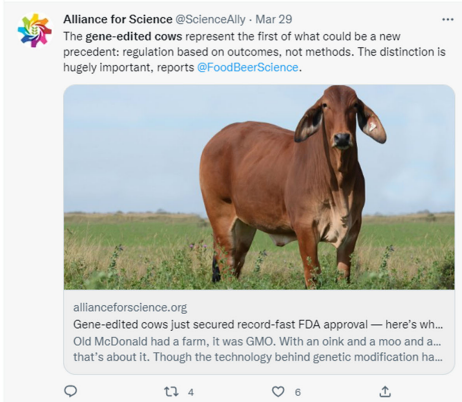 Alliance for Science @ScienceAlly · Mar 29
The gene-edited cows represent the first of what could be a new
precedent: regulation based on outcomes, not methods. The distinction is
hugely important, reports @FoodBeerScience.
allianceforscience.org
Gene-edited cows just secured record-fast FDA approval — here's wh...
Old McDonald had a farm, it was GMO. With an oink and a moo and a...
that's about it. Though the technology behind genetic modification ha...
4
6